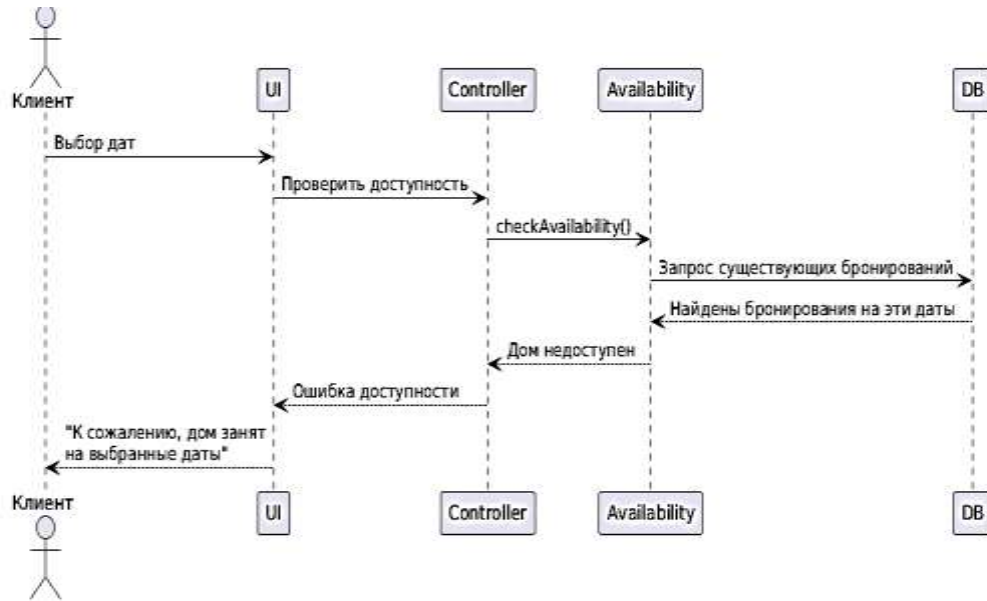 Клиент
UI
Controller
Availability
DB
Выбор дат
Проверить доступность
checkAvailability()
Запрос существующих бронирований
Найдены бронирования на эти даты
Дом недоступен
Ошибка доступности
"К сожалению, дом занят
на выбранные даты"
Клиент
UI
Controller
Availability
DB